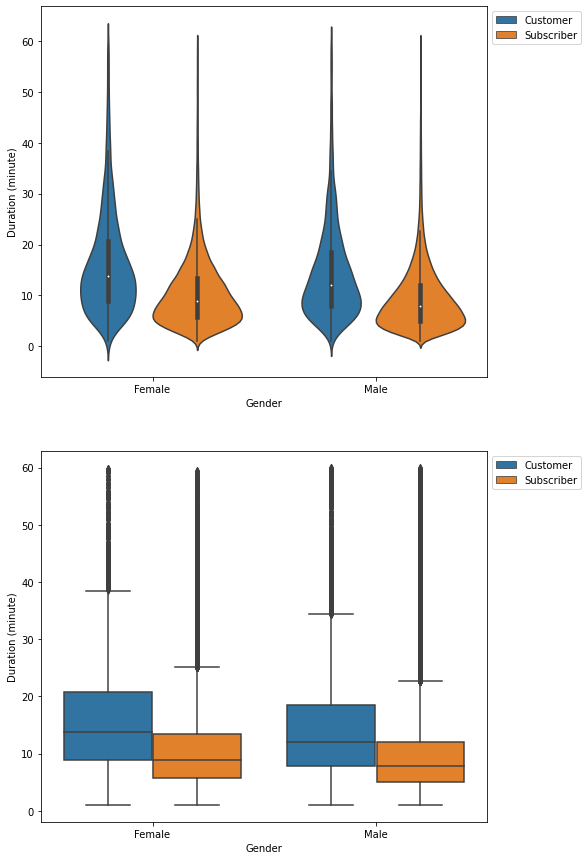 60
50
40
30
20
10
0
Duration (minute)
Female
Male
Gender
Customer
Subscriber
60
50
40
30
20
10
0
Duration (minute)
Female
Male
Gender
Customer
Subscriber